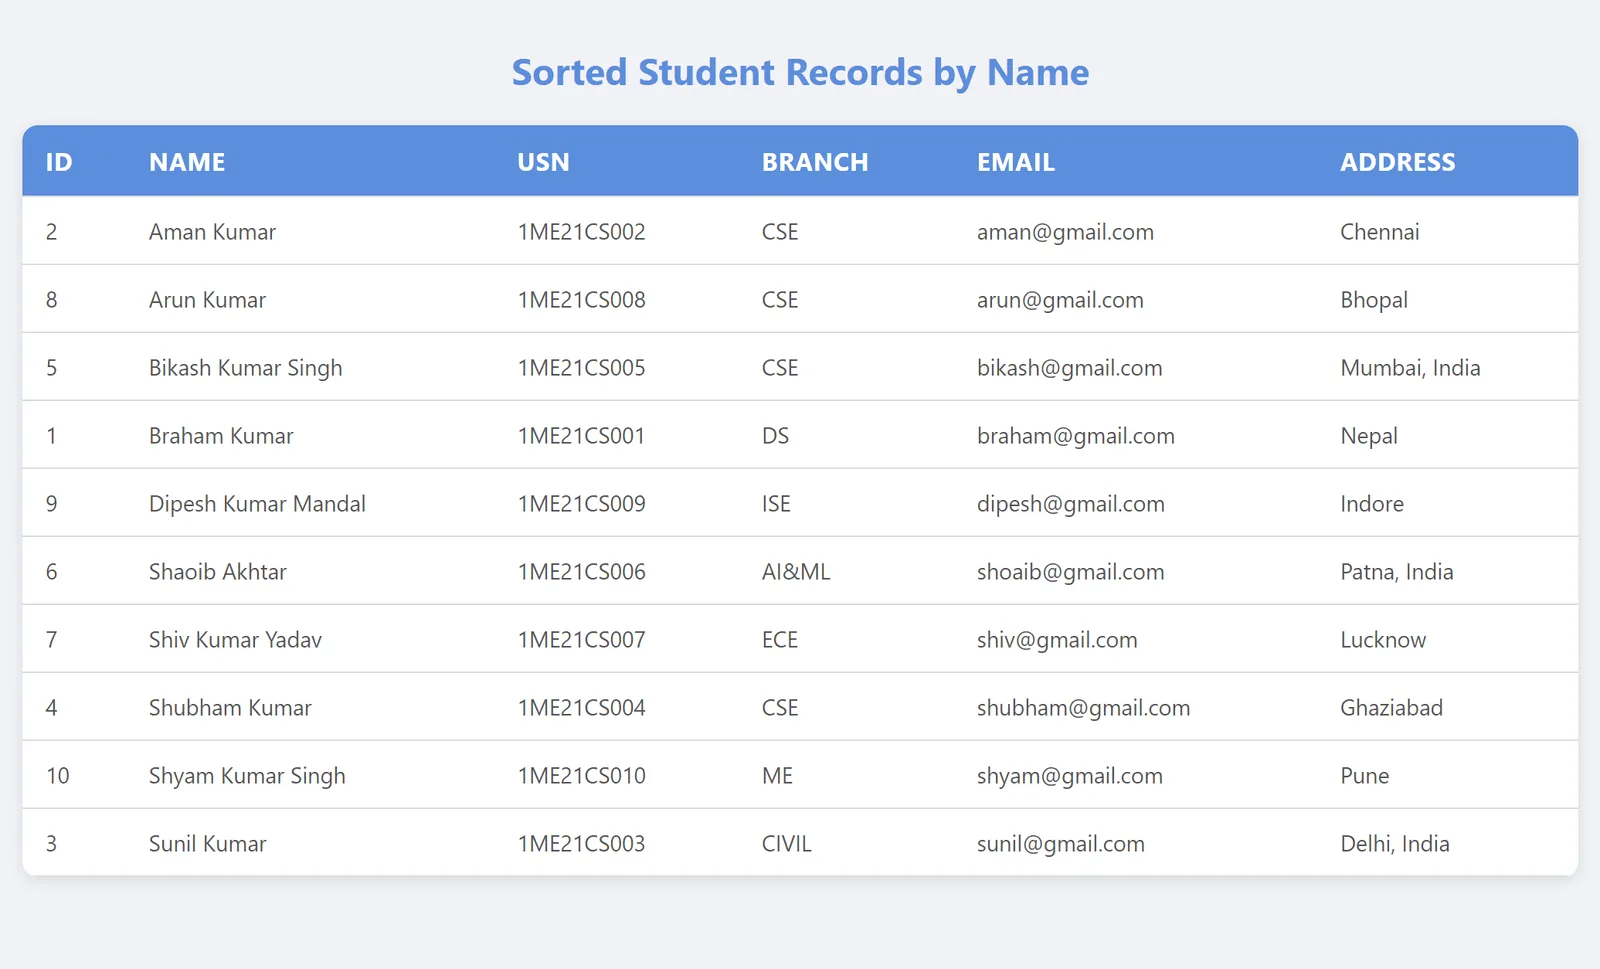 Sorted Student Records by Name
ID NAME USN BRANCH EMAIL ADDRESS
2 Aman Kumar 1ME21CS002 CSE aman@gmail.com Chennai
8 Arun Kumar 1ME21CS008 CSE arun@gmail.com Bhopal
5 Bikash Kumar Singh 1ME21CS005 CSE bikash@gmail.com Mumbai, India
1 Braham Kumar 1ME21CS001 DS braham@gmail.com Nepal
9 Dipesh Kumar Mandal 1ME21CS009 ISE dipesh@gmail.com Indore
6 Shaoib Akhtar 1ME21CS006 AI&ML shoaib@gmail.com Patna, India
7 Shiv Kumar Yadav 1ME21CS007 ECE shiv@gmail.com Lucknow
4 Shubham Kumar 1ME21CS004 CSE shubham@gmail.com Ghaziabad
10 Shyam Kumar Singh 1ME21CS010 ME shyam@gmail.com Pune
3 Sunil Kumar 1ME21CS003 CIVIL sunil@gmail.com Delhi, India